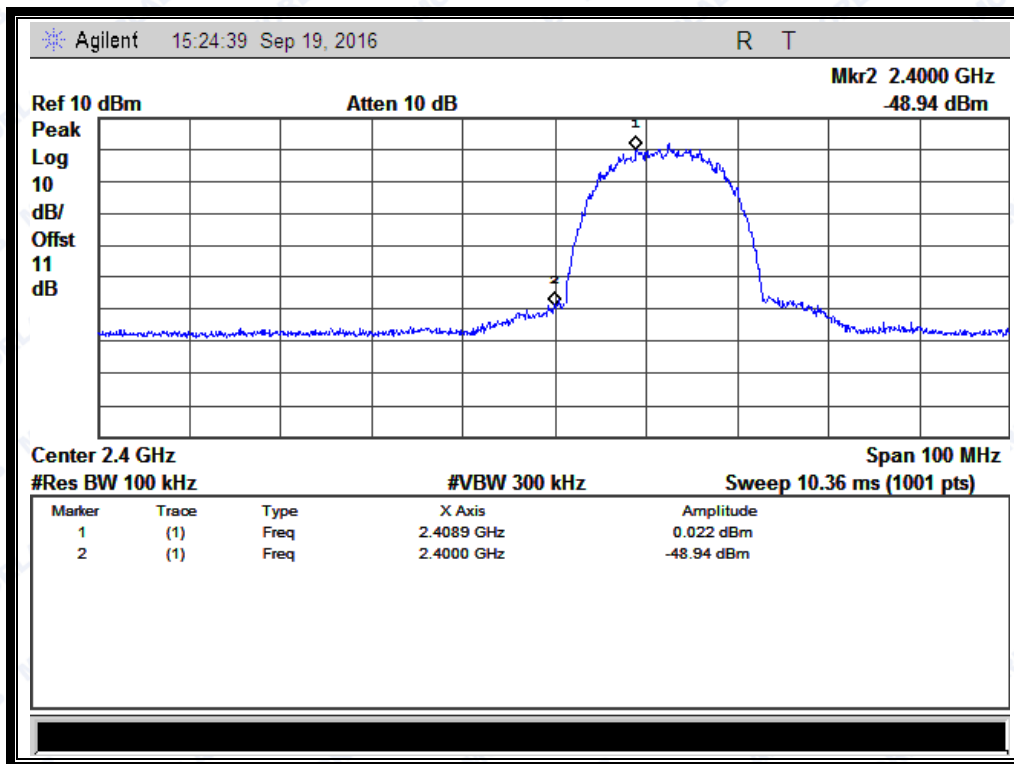 Agilent 15:24:39 Sep 19, 2016 R T
Mkr2 2.4000 GHz
Ref 10 dBm Atten 10 dB -48.94 dBm
Peak
Log
10
dB/
Offst
11
dB
1
2
Center 2.4 GHz Span 100 MHz
#Res BW 100 kHz #VBW 300 kHz Sweep 10.36 ms (1001 pts)
Marker Trace Type X Axis Amplitude
1 (1) Freq 2.4089 GHz 0.022 dBm
2 (1) Freq 2.4000 GHz -48.94 dBm